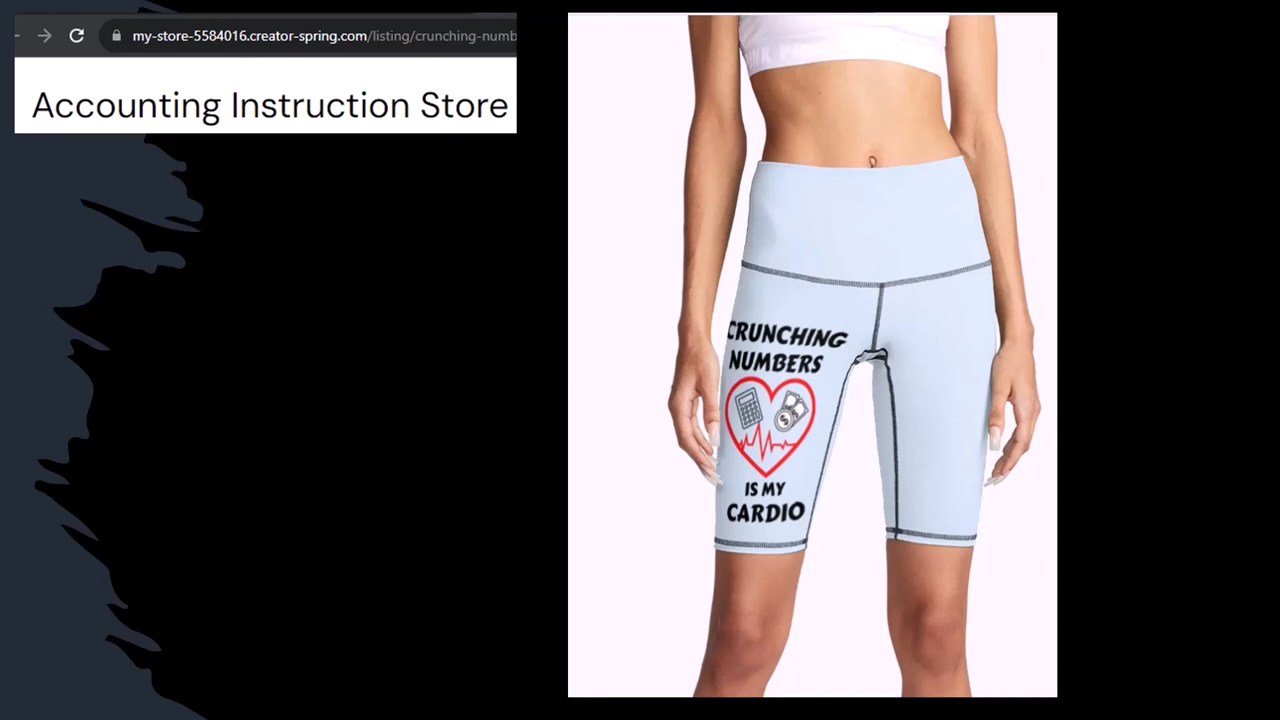 my-store-5584016.creator-spring.com/listing/crunching-numb
Accounting Instruction Store
CRUNCHING
NUMBERS
IS MY
CARDIO